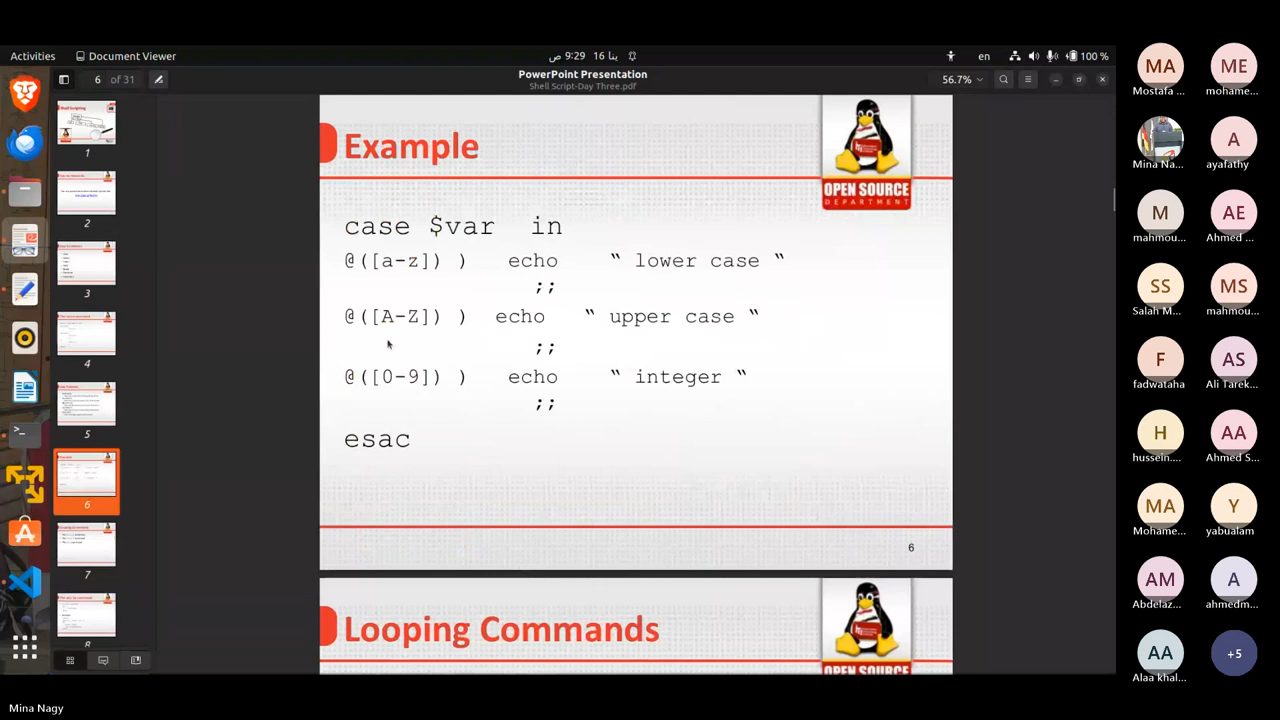 Activities
Document Viewer
ص 9:29 16 ينا
en
100 %
6 of 31
PowerPoint Presentation
Shell Script-Day Three.pdf
56.7%
1
2
3
4
5
6
7
8
Example
OPEN SOURCE
DEPARTMENT
case $var in
@([a-z]) ) echo “ lower case “
;;
@([A-Z]) ) echo “ upper case “
;;
@([0-9]) ) echo “ integer “
;;
esac
6
Looping Commands
OPEN SOURCE
MA
Mostafa ...
ME
mohame...
Mina Na...
A
ayafathy
M
mahmou...
AE
Ahmed ...
SS
Salah M...
MS
mahmou...
F
fadwataha
AS
Ali Tarek...
H
hussein....
AA
Ahmed S...
MA
Mohame...
Y
yabualam
AM
Abdelaz...
A
ahmedm...
AA
Alaa khal...
+5
Mina Nagy